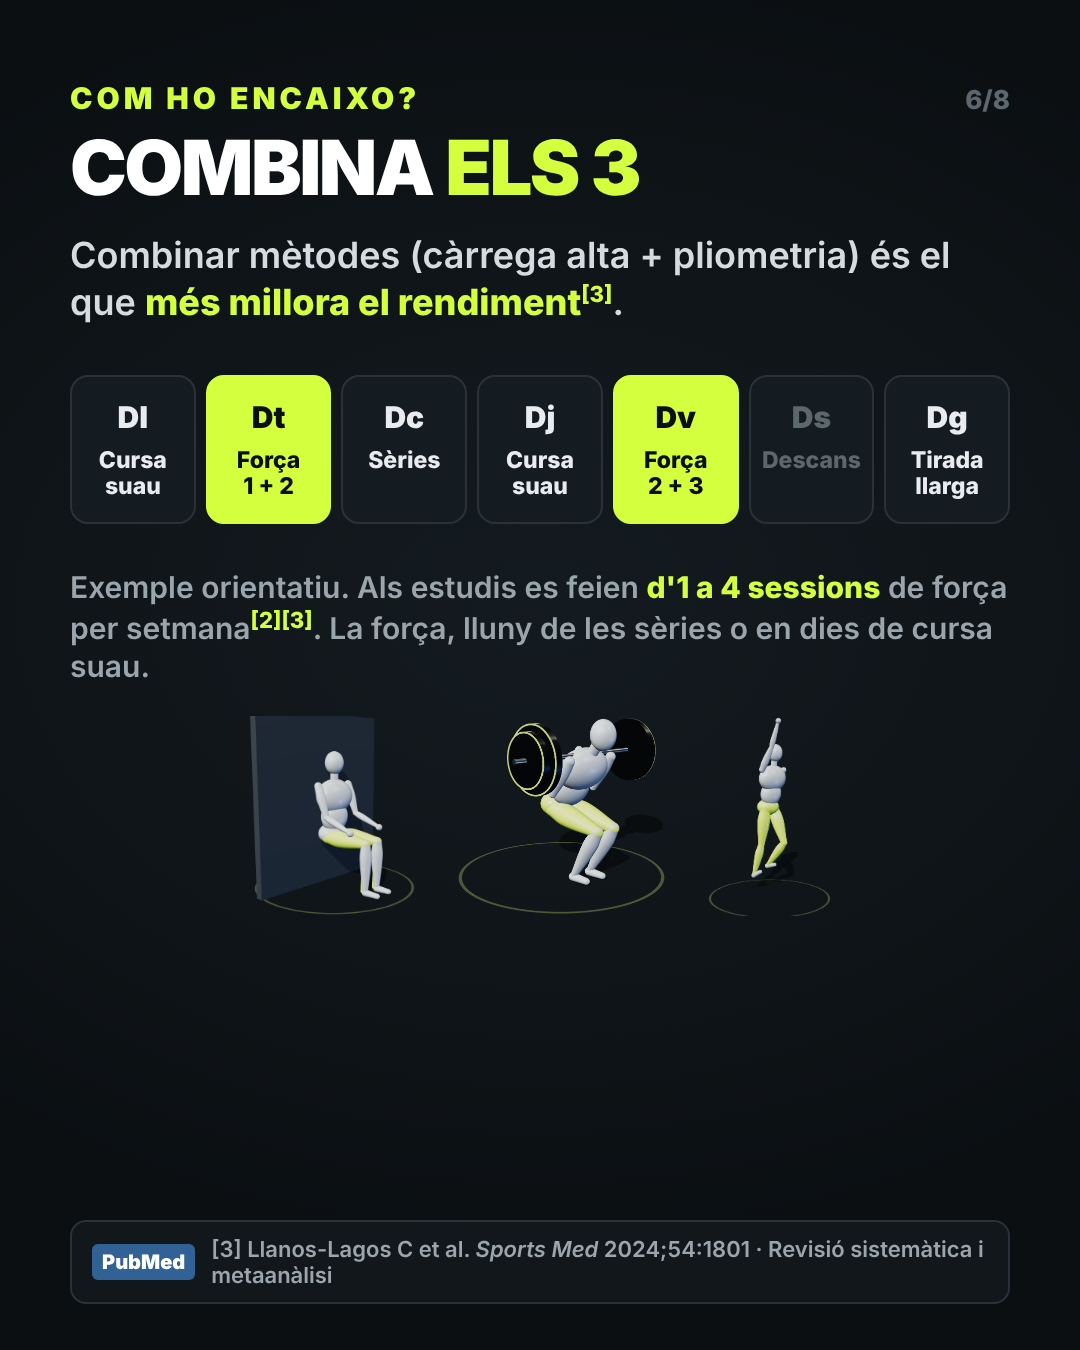 COM HO ENCAIXO?
6/8
COMBINA ELS 3
Combinar mètodes (càrrega alta + pliometria) és el
que més millora el rendiment[3].
Dl
Cursa
suau
Dt
Força
1 + 2
Dc
Sèries
Dj
Cursa
suau
Dv
Força
2 + 3
Ds
Descans
Dg
Tirada
llarga
Exemple orientatiu. Als estudis es feien d'1 a 4 sessions de força
per setmana[2][3]. La força, lluny de les sèries o en dies de cursa
suau.
PubMed
[3] Llanos-Lagos C et al. Sports Med 2024;54:1801 · Revisió sistemàtica i
metaanàlisi